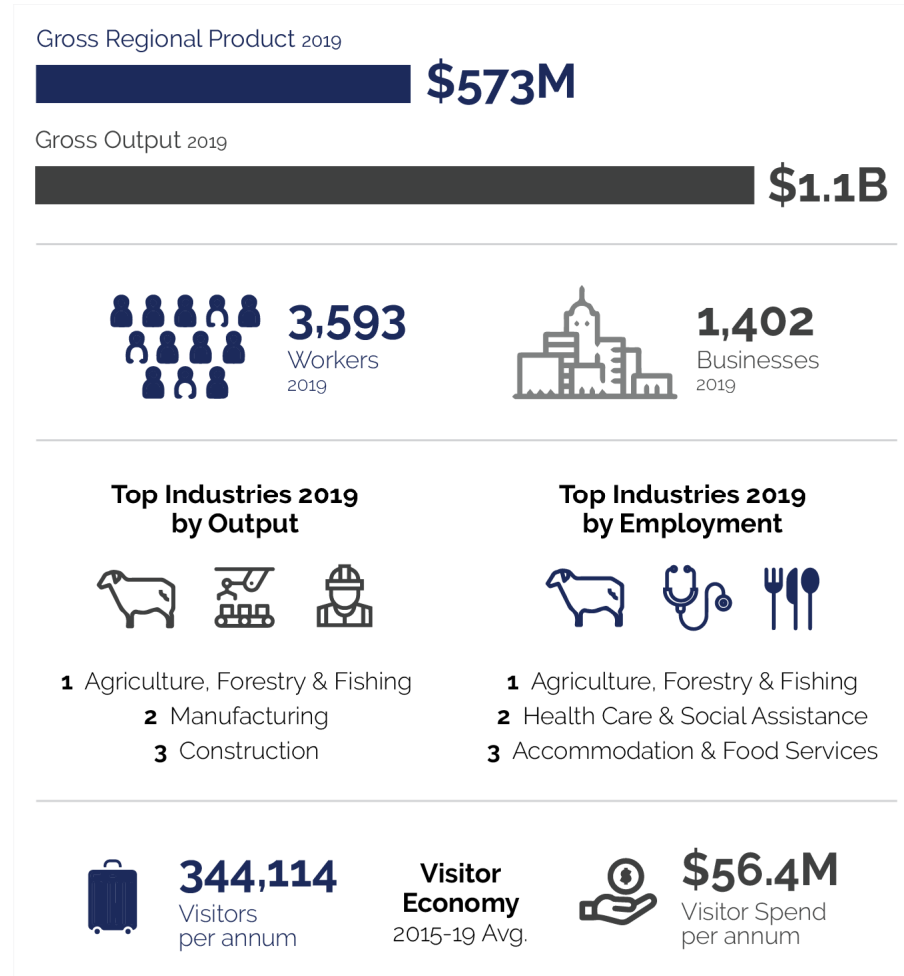 Gross Regional Product 2019
$573M
Gross Output 2019
$1.1B
3,593
Workers
2019
1,402
Businesses
2019
Top Industries 2019
by Output
1 Agriculture, Forestry & Fishing
2 Manufacturing
3 Construction
Top Industries 2019
by Employment
1 Agriculture, Forestry & Fishing
2 Health Care & Social Assistance
3 Accommodation & Food Services
344,114
Visitors
per annum
Visitor
Economy
2015-19 Avg.
$
$56.4M
Visitor Spend
per annum